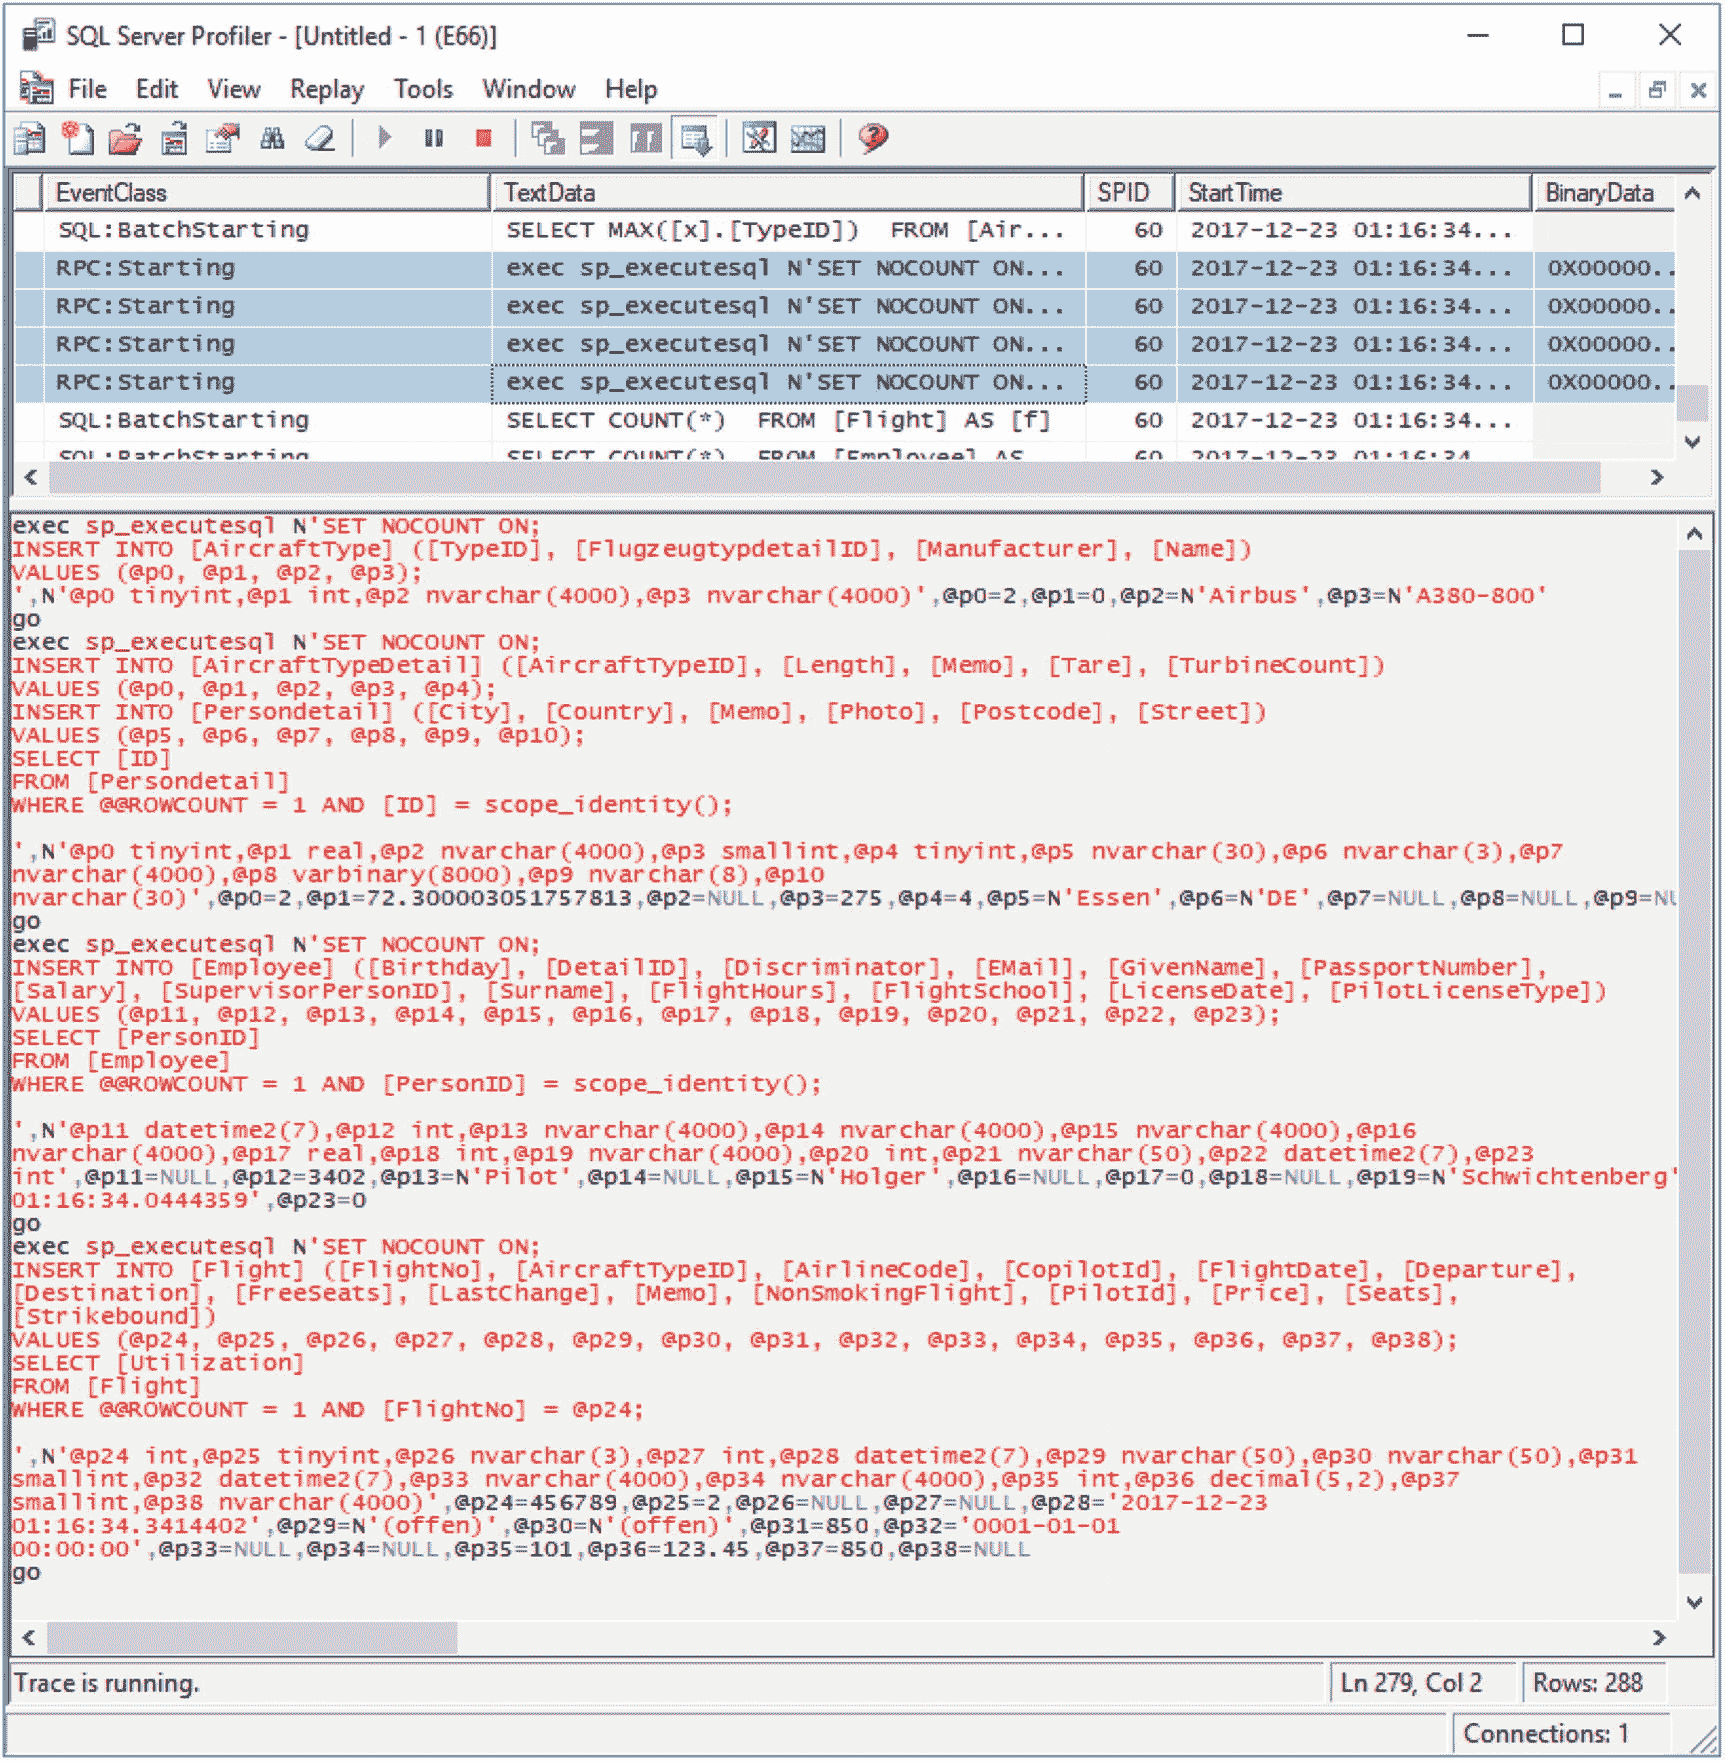 SQL Server Profiler - [Untitled - 1 (E66)]
File Edit View Replay Tools Window Help
EventClass TextData SPID StartTime BinaryData
SQL:BatchStarting SELECT MAX([x].[TypeID])  FROM [Air... 60 2017-12-23 01:16:34...
RPC:Starting exec sp_executesql N'SET NOCOUNT ON... 60 2017-12-23 01:16:34... 0X00000..
RPC:Starting exec sp_executesql N'SET NOCOUNT ON... 60 2017-12-23 01:16:34... 0X00000..
RPC:Starting exec sp_executesql N'SET NOCOUNT ON... 60 2017-12-23 01:16:34... 0X00000..
RPC:Starting exec sp_executesql N'SET NOCOUNT ON... 60 2017-12-23 01:16:34... 0X00000..
SQL:BatchStarting SELECT COUNT(*)  FROM [Flight] AS [f] 60 2017-12-23 01:16:34...
SQL:BatchStarting SELECT COUNT(*)  FROM [Employee] AS 60 2017-12-23 01:16:34
exec sp_executesql N'SET NOCOUNT ON;
INSERT INTO [AircraftType] ([TypeID], [FlugzeugtypdetailID], [Manufacturer], [Name])
VALUES (@p0, @p1, @p2, @p3);
',N'@p0 tinyint,@p1 int,@p2 nvarchar(4000),@p3 nvarchar(4000)',@p0=2,@p1=0,@p2=N'Airbus',@p3=N'A380-800'
go
exec sp_executesql N'SET NOCOUNT ON;
INSERT INTO [AircraftTypeDetail] ([AircraftTypeID], [Length], [Memo], [Tare], [TurbineCount])
VALUES (@p0, @p1, @p2, @p3, @p4);
INSERT INTO [Persondetail] ([City], [Country], [Memo], [Photo], [Postcode], [Street])
VALUES (@p5, @p6, @p7, @p8, @p9, @p10);
SELECT [ID]
FROM [Persondetail]
WHERE @@ROWCOUNT = 1 AND [ID] = scope_identity();
',N'@p0 tinyint,@p1 real,@p2 nvarchar(4000),@p3 smallint,@p4 tinyint,@p5 nvarchar(30),@p6 nvarchar(3),@p7
nvarchar(4000),@p8 varbinary(8000),@p9 nvarchar(8),@p10
nvarchar(30)',@p0=2,@p1=72.300003051757813,@p2=NULL,@p3=275,@p4=4,@p5=N'Essen',@p6=N'DE',@p7=NULL,@p8=NULL,@p9=NU
go
exec sp_executesql N'SET NOCOUNT ON;
INSERT INTO [Employee] ([Birthday], [DetailID], [Discriminator], [EMail], [GivenName], [PassportNumber],
[Salary], [SupervisorPersonID], [Surname], [FlightHours], [FlightSchool], [LicenseDate], [PilotLicenseType])
VALUES (@p11, @p12, @p13, @p14, @p15, @p16, @p17, @p18, @p19, @p20, @p21, @p22, @p23);
SELECT [PersonID]
FROM [Employee]
WHERE @@ROWCOUNT = 1 AND [PersonID] = scope_identity();
',N'@p11 datetime2(7),@p12 int,@p13 nvarchar(4000),@p14 nvarchar(4000),@p15 nvarchar(4000),@p16
nvarchar(4000),@p17 real,@p18 int,@p19 nvarchar(4000),@p20 int,@p21 nvarchar(50),@p22 datetime2(7),@p23
int',@p11=NULL,@p12=3402,@p13=N'Pilot',@p14=NULL,@p15=N'Holger',@p16=NULL,@p17=0,@p18=NULL,@p19=N'Schwichtenberg'
01:16:34.0444359',@p23=0
go
exec sp_executesql N'SET NOCOUNT ON;
INSERT INTO [Flight] ([FlightNo], [AircraftTypeID], [AirlineCode], [CopilotId], [FlightDate], [Departure],
[Destination], [FreeSeats], [LastChange], [Memo], [NonSmokingFlight], [PilotId], [Price], [Seats],
[Strikebound])
VALUES (@p24, @p25, @p26, @p27, @p28, @p29, @p30, @p31, @p32, @p33, @p34, @p35, @p36, @p37, @p38);
SELECT [Utilization]
FROM [Flight]
WHERE @@ROWCOUNT = 1 AND [FlightNo] = @p24;
',N'@p24 int,@p25 tinyint,@p26 nvarchar(3),@p27 int,@p28 datetime2(7),@p29 nvarchar(50),@p30 nvarchar(50),@p31
smallint,@p32 datetime2(7),@p33 nvarchar(4000),@p34 nvarchar(4000),@p35 int,@p36 decimal(5,2),@p37
smallint,@p38 nvarchar(4000)',@p24=456789,@p25=2,@p26=NULL,@p27=NULL,@p28='2017-12-23
01:16:34.3414402',@p29=N'(offen)',@p30=N'(offen)',@p31=850,@p32='0001-01-01
00:00:00',@p33=NULL,@p34=NULL,@p35=101,@p36=123.45,@p37=850,@p38=NULL
go
Trace is running. Ln 279, Col 2 Rows: 288
Connections: 1